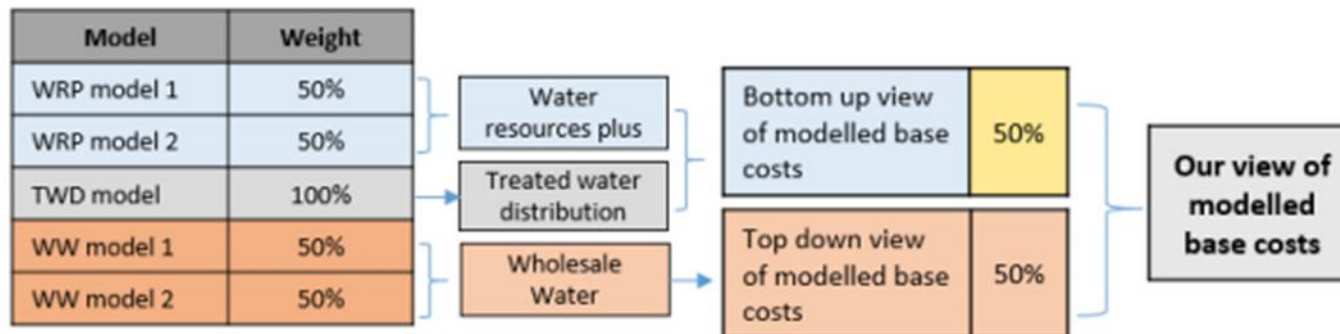 Model Weight
WRP model 1 50%
WRP model 2 50%
TWD model 100%
WW model 1 50%
WW model 2 50%
Water
resources plus
Treated water
distribution
Wholesale
Water
Bottom up view
of modelled base
costs
50%
Top down view
of modelled base
costs
50%
Our view of
modelled
base costs